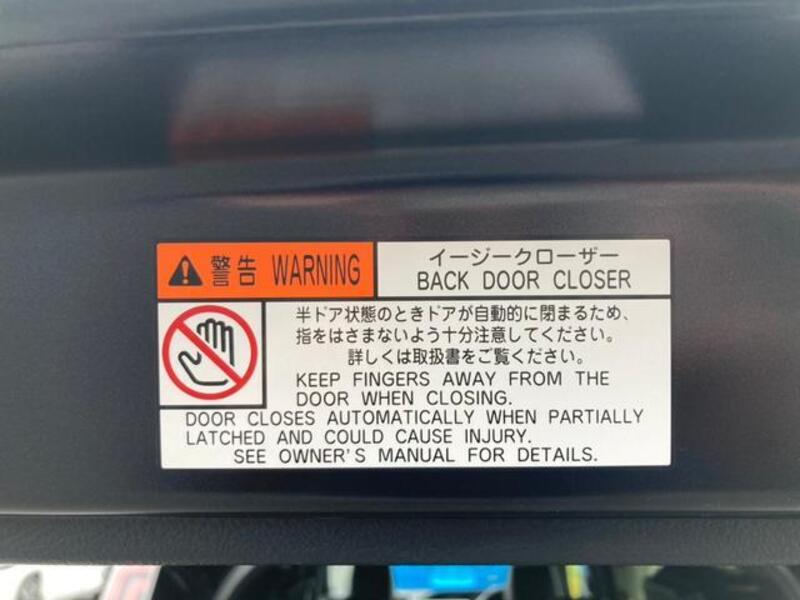 警告 WARNING
イージークローザー
BACK DOOR CLOSER
半ドア状態のときドアが自動的に閉まるため、
指をはさまないよう十分注意してください。
詳しくは取扱書をご覧ください。
KEEP FINGERS AWAY FROM THE
DOOR WHEN CLOSING.
DOOR CLOSES AUTOMATICALLY WHEN PARTIALLY
LATCHED AND COULD CAUSE INJURY.
SEE OWNER'S MANUAL FOR DETAILS.